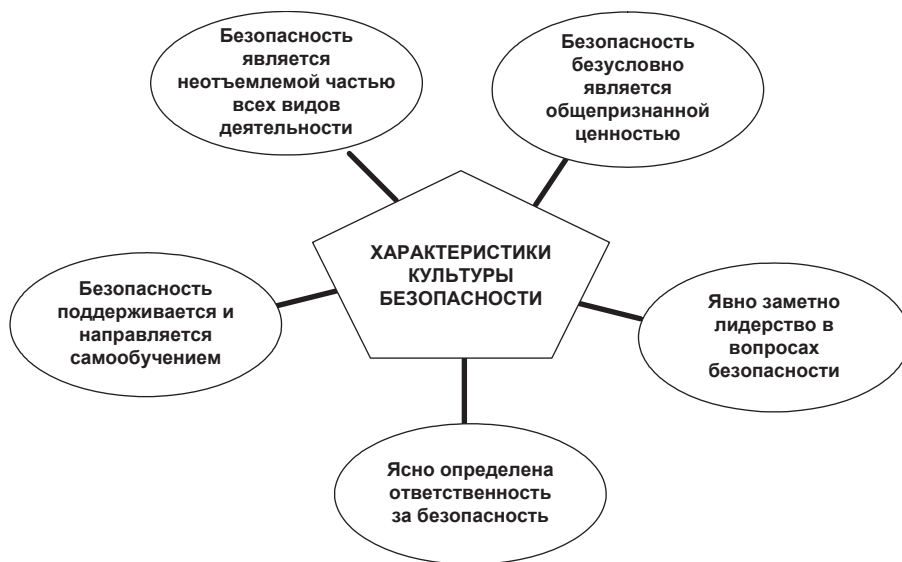 Безопасность
является
неотъемлемой частью
всех видов
деятельности
Безопасность
безусловно
является
общепризнанной
ценностью
ХАРАКТЕРИСТИКИ
КУЛЬТУРЫ
БЕЗОПАСНОСТИ
Безопасность
поддерживается и
направляется
самообучением
Явно заметно
лидерство в
вопросах
безопасности
Ясно определена
ответственность
за безопасность